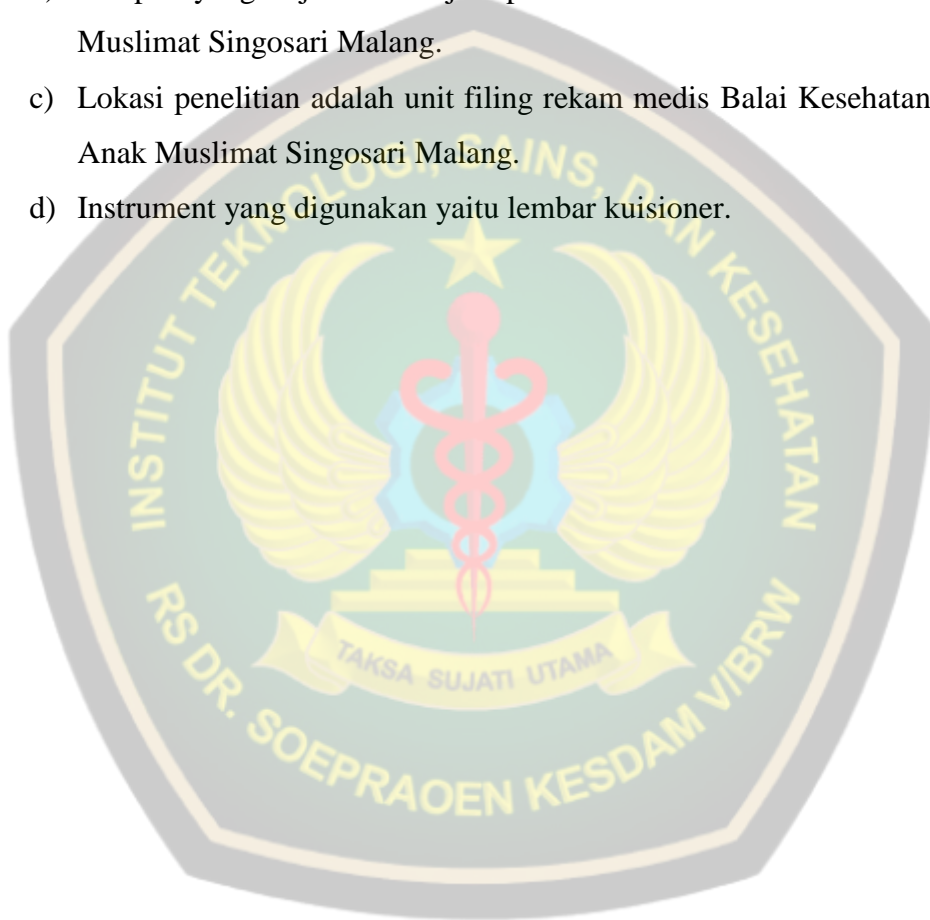 Muslimat Singosari Malang.
c) Lokasi penelitian adalah unit filing rekam medis Balai Kesehatan
Anak Muslimat Singosari Malang.
d) Instrument yang digunakan yaitu lembar kuisioner.
INSTITUT TEKNOLOGI, SAINS, DAN KESEHATAN
TAKSA SUJATI UTAMA
RS DR. SOEPRAOEN KESDAM V/BRW